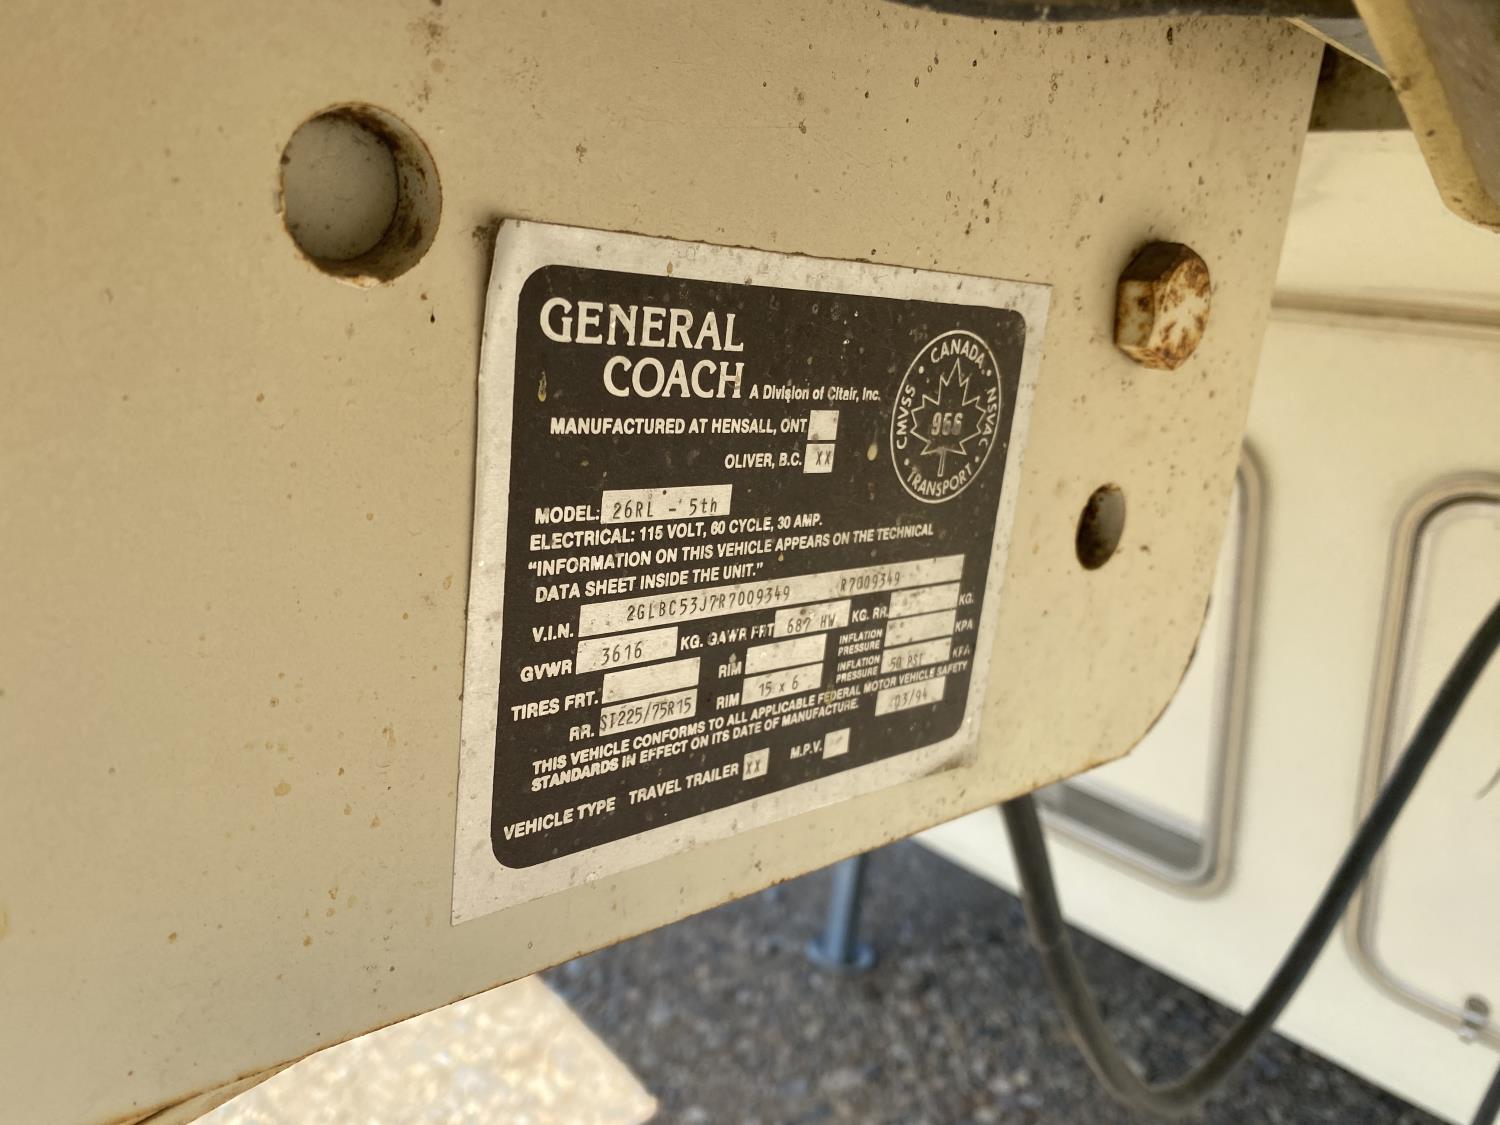 GENERAL
COACH A Division of Citair, Inc.
MANUFACTURED AT HENSALL, ONT
OLIVER, B.C. XX
CANADA · NSVAC · TRANSPORT · CMVSS ·
956
MODEL: 26RL - 5th
ELECTRICAL: 115 VOLT, 60 CYCLE, 30 AMP.
"INFORMATION ON THIS VEHICLE APPEARS ON THE TECHNICAL
DATA SHEET INSIDE THE UNIT."
V.I.N. 2GLBC53J7R7009349 R7009349
GVWR 3616 KG. GAWR FRT 687 HW KG. RR. KG.
TIRES FRT. RIM INFLATION PRESSURE KPA
RR. ST225/75R15 RIM 15 x 6 INFLATION PRESSURE 50 PSI KPA
THIS VEHICLE CONFORMS TO ALL APPLICABLE FEDERAL MOTOR VEHICLE SAFETY
STANDARDS IN EFFECT ON ITS DATE OF MANUFACTURE. 03/94
VEHICLE TYPE TRAVEL TRAILER XX M.P.V.